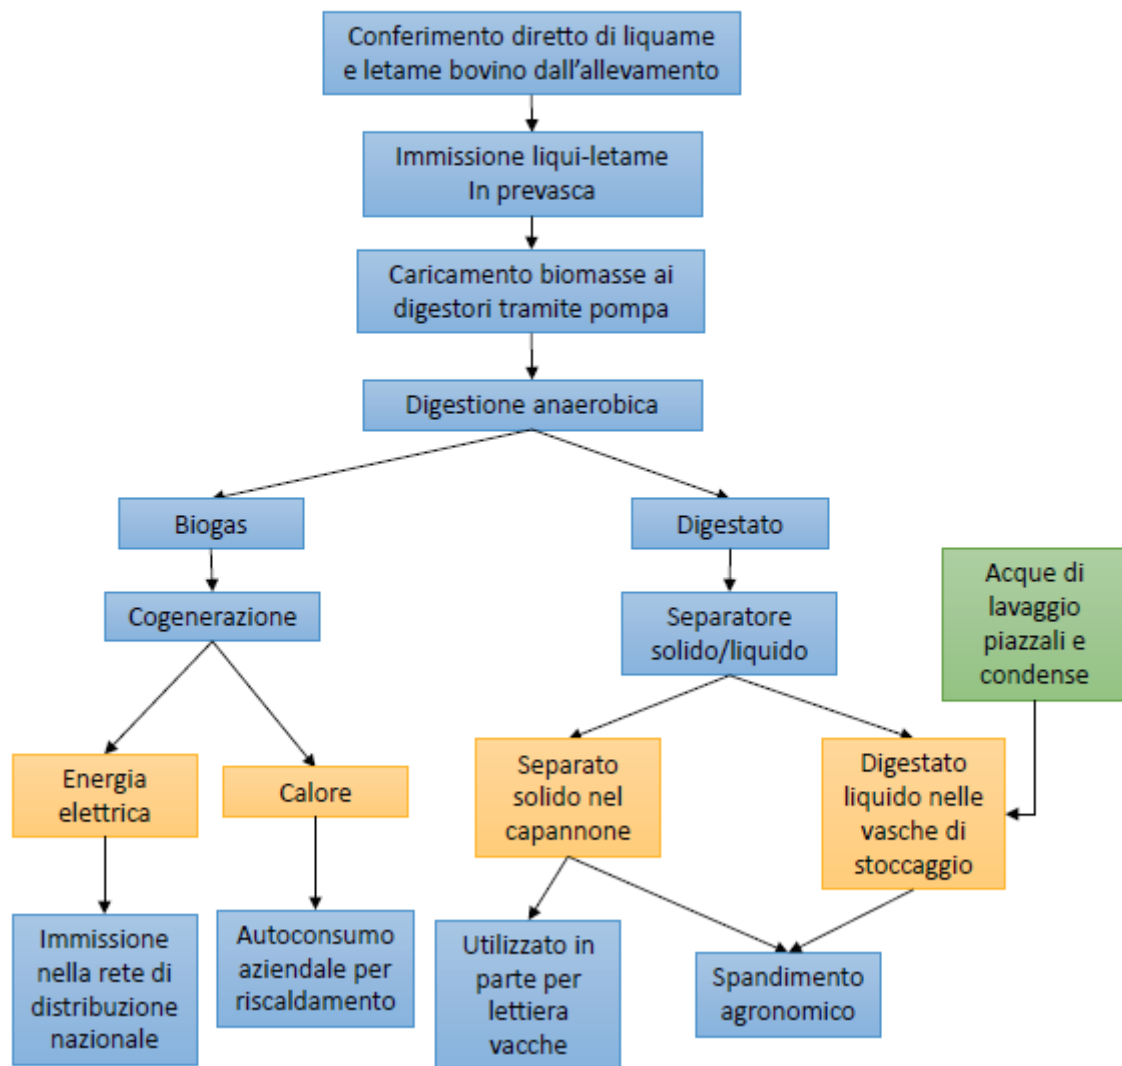 Conferimento diretto di liquame
e letame bovino dall'allevamento
Immissione liqui-letame
In prevasca
Caricamento biomasse ai
digestori tramite pompa
Digestione anaerobica
Biogas
Digestato
Cogenerazione
Separatore
solido/liquido
Acque di
lavaggio
piazzali e
condense
Energia
elettrica
Calore
Separato
solido nel
capannone
Digestato
liquido nelle
vasche di
stoccaggio
Immissione
nella rete di
distribuzione
nazionale
Autoconsumo
aziendale per
riscaldamento
Utilizzato in
parte per
lettiera
vacche
Spandimento
agronomico